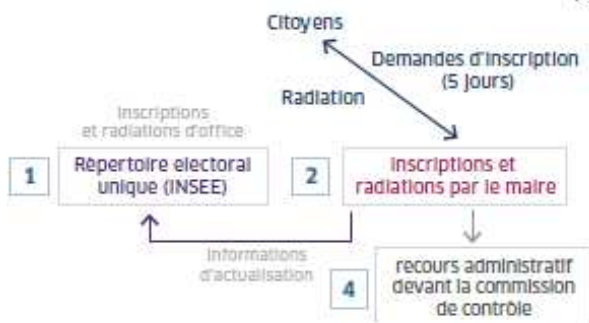 Citoyens
Demandes d'inscription
(5 jours)
Radiation
Inscriptions
et radiations d'office
1
Répertoire electoral
unique (INSEE)
2
Inscriptions et
radiations par le maire
Informations
d'actualisation
4
recours administratif
devant la commission
de contrôle